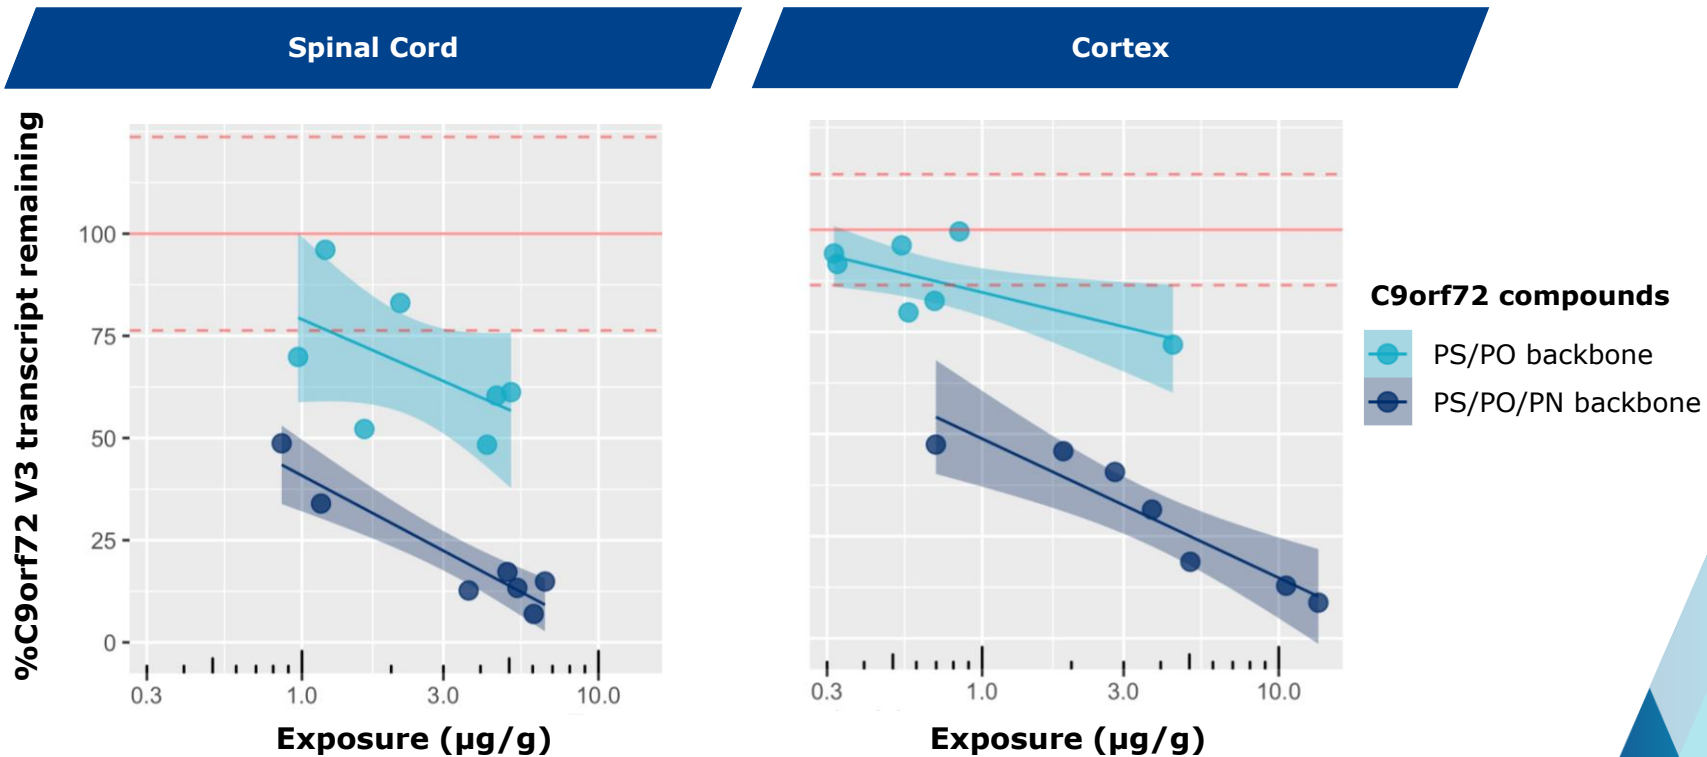 Spinal Cord
Cortex
%C9orf72 V3 transcript remaining
100
75
50
25
0
0.3 1.0 3.0 10.0
Exposure (µg/g)
0.3 1.0 3.0 10.0
Exposure (µg/g)
C9orf72 compounds
PS/PO backbone
PS/PO/PN backbone